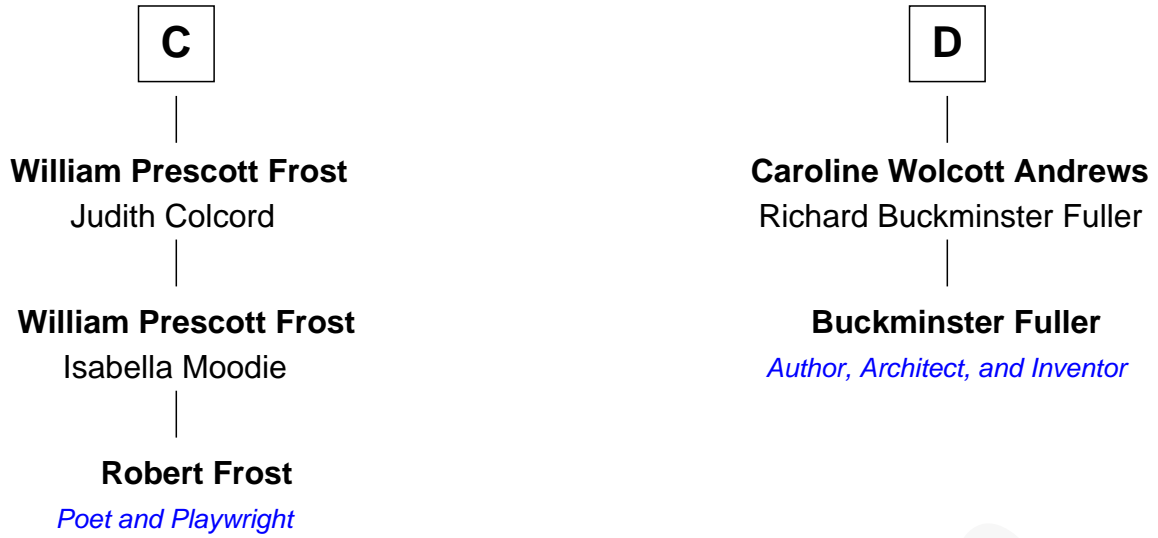 C
William Prescott Frost
Judith Colcord
William Prescott Frost
Isabella Moodie
Robert Frost
Poet and Playwright
D
Caroline Wolcott Andrews
Richard Buckminster Fuller
Buckminster Fuller
Author, Architect, and Inventor